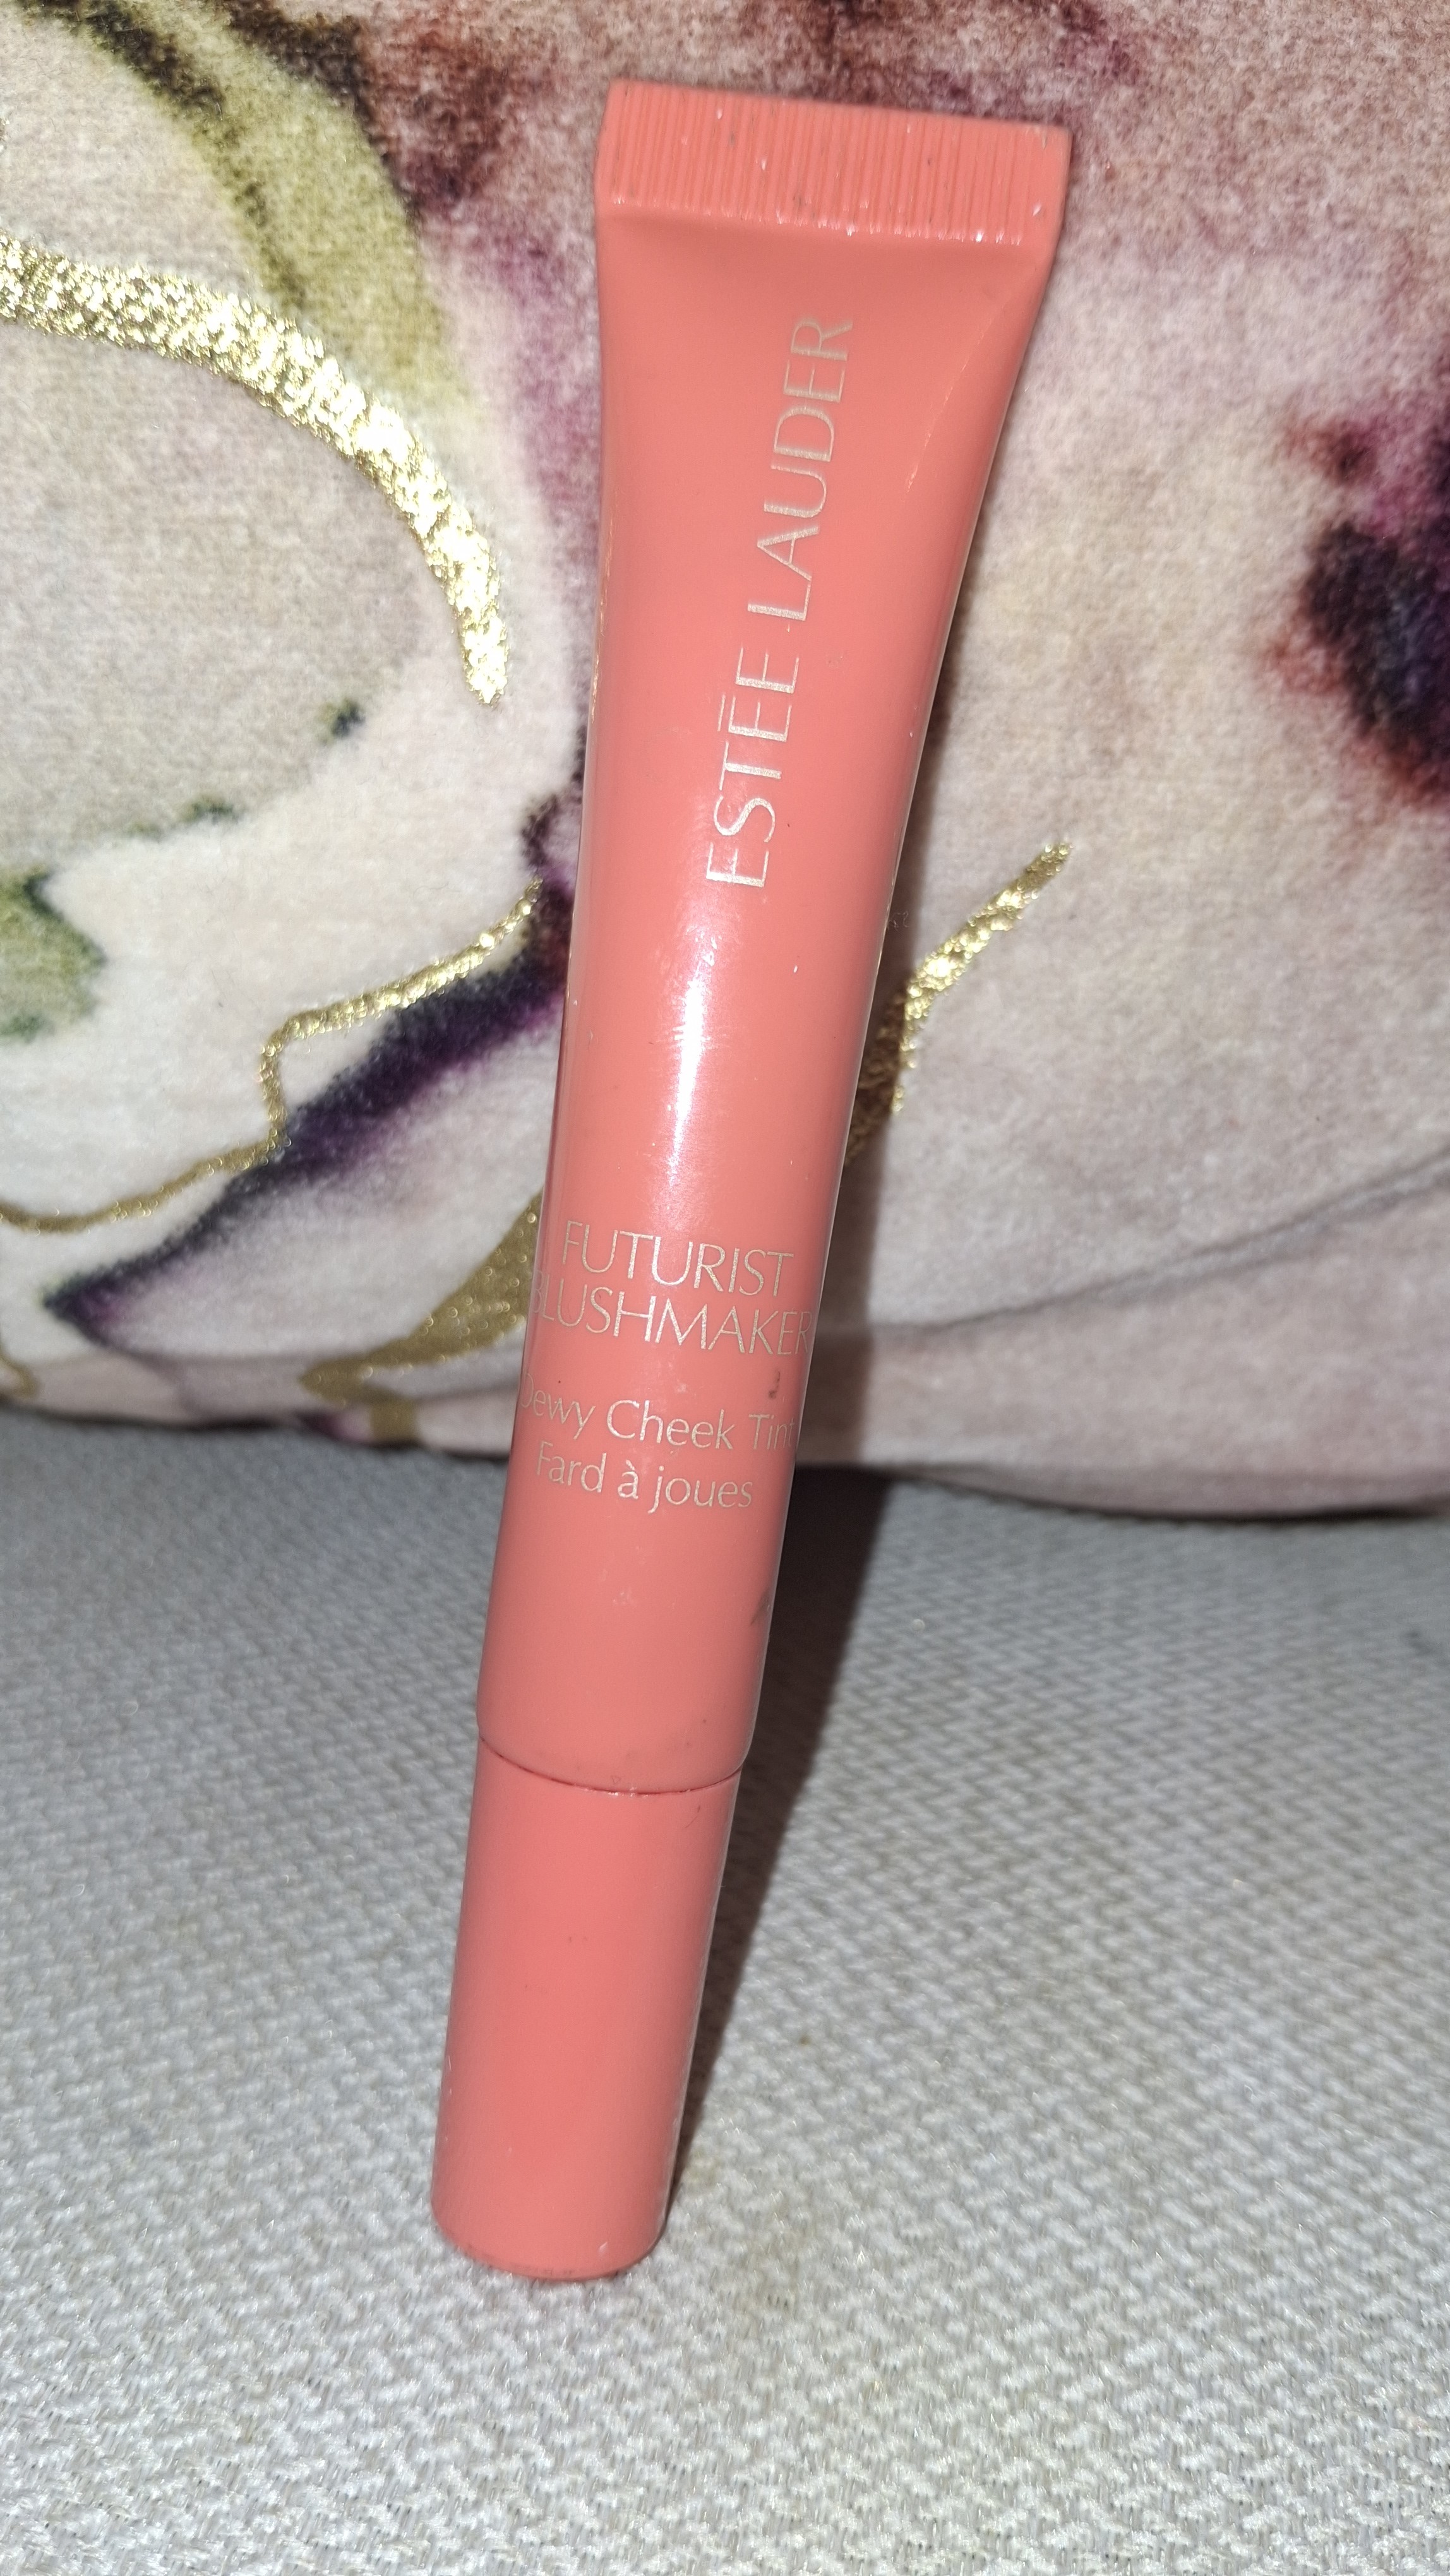 ESTĒE LAUDER
FUTURIST
BLUSHMAKER
Dewy Cheek Tint
Fard à joues